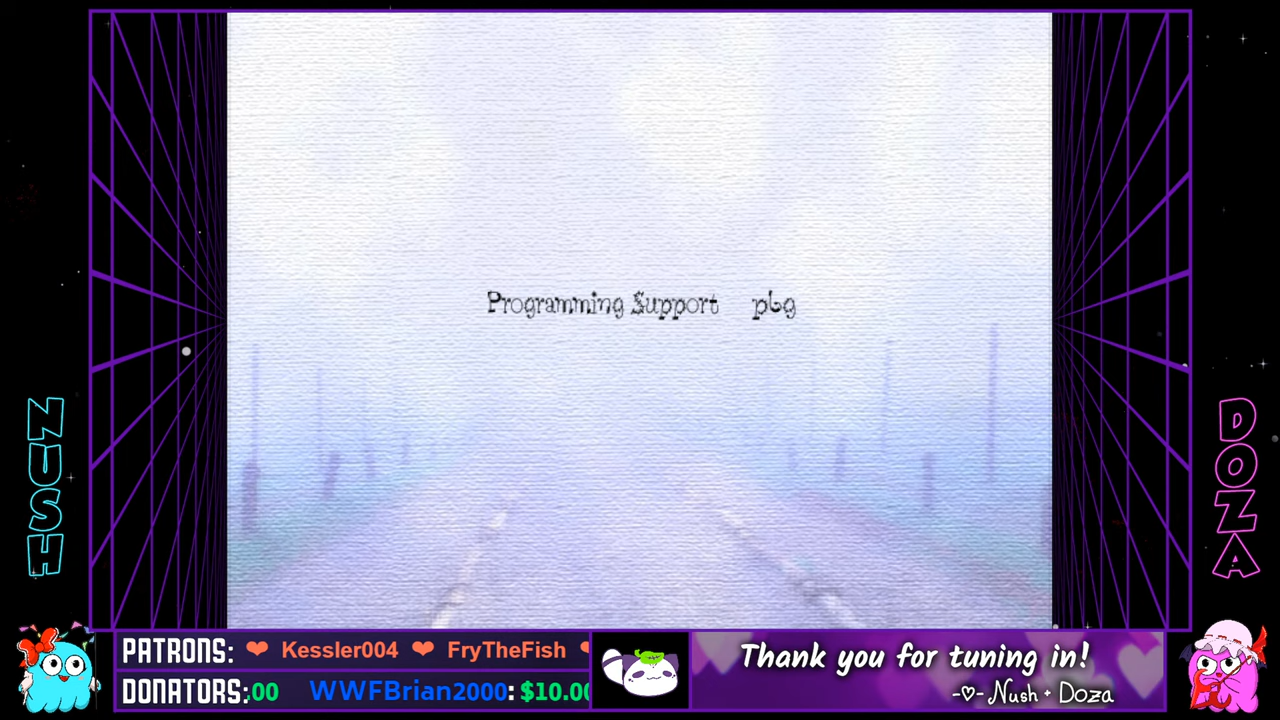 Programming Support pbg
NUSH
DOZA
PATRONS: ❤ Kessler004 ❤ FryTheFish ❤
DONATORS: 00 WWFBrian2000: $10.00
Thank you for tuning in!
-♡- Nush + Doza